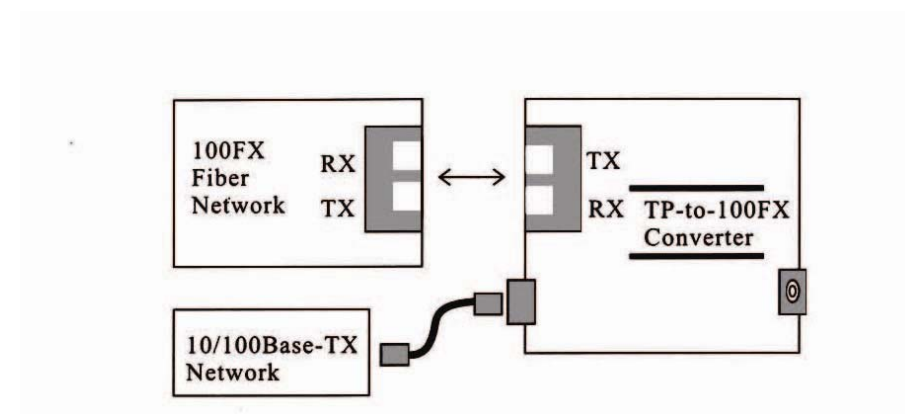 100FX
Fiber
Network
RX
TX
TX
RX
TP-to-100FX
Converter
10/100Base-TX
Network